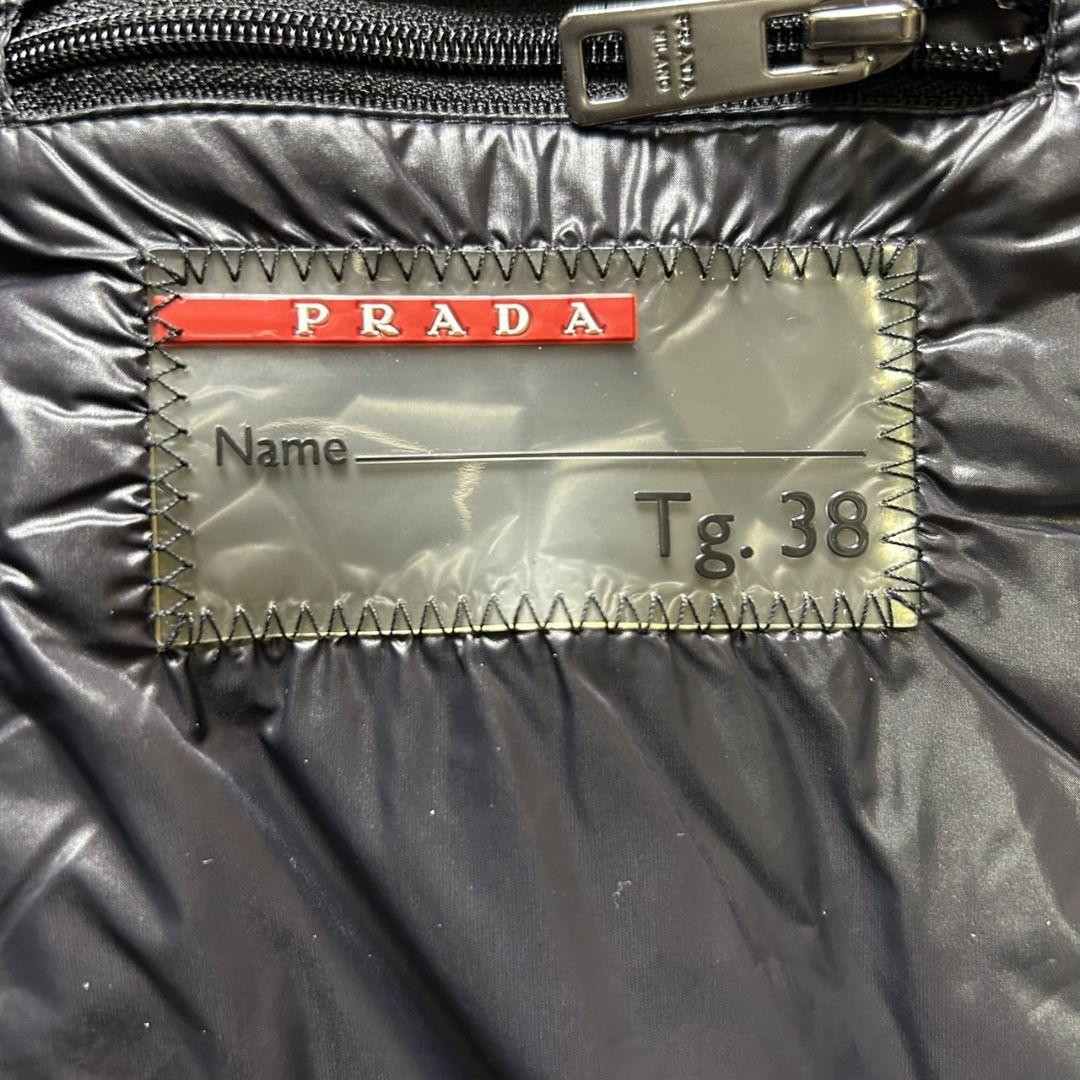 PRADA
MILANO
PRADA
Name
Tg. 38